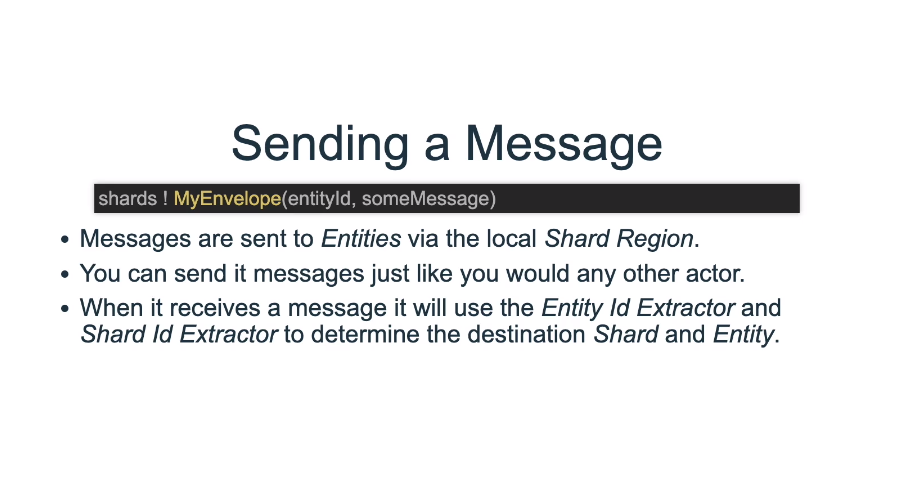 Sending a Message
shards ! MyEnvelope(entityId, someMessage)
• Messages are sent to Entities via the local Shard Region.
• You can send it messages just like you would any other actor.
• When it receives a message it will use the Entity Id Extractor and
Shard Id Extractor to determine the destination Shard and Entity.